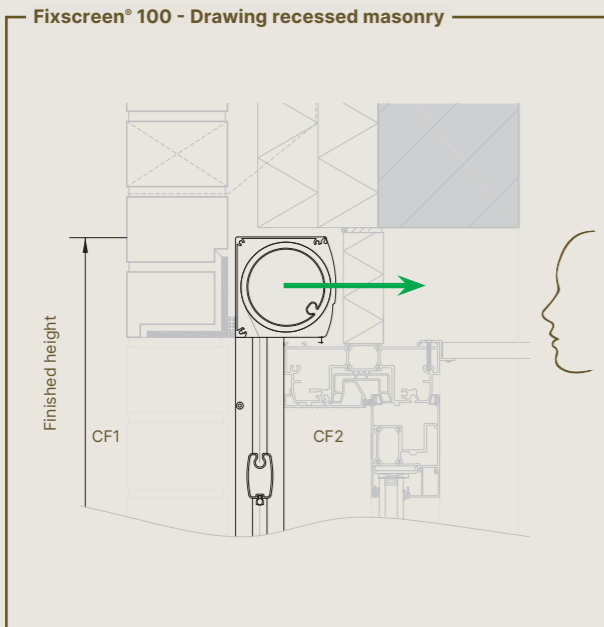 Fixscreen® 100 - Drawing recessed masonry
Finished height
CF1
CF2